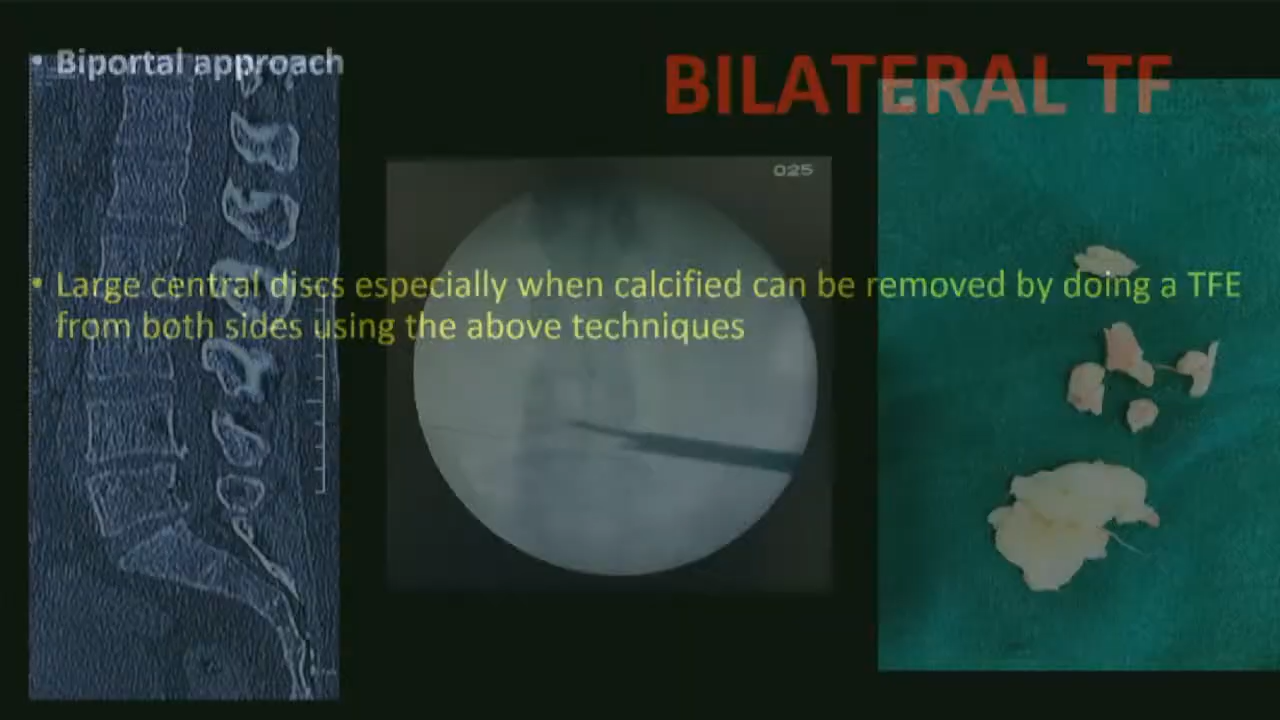 • Biportal approach
BILATERAL TF
025
• Large central discs especially when calcified can be removed by doing a TFE
from both sides using the above techniques